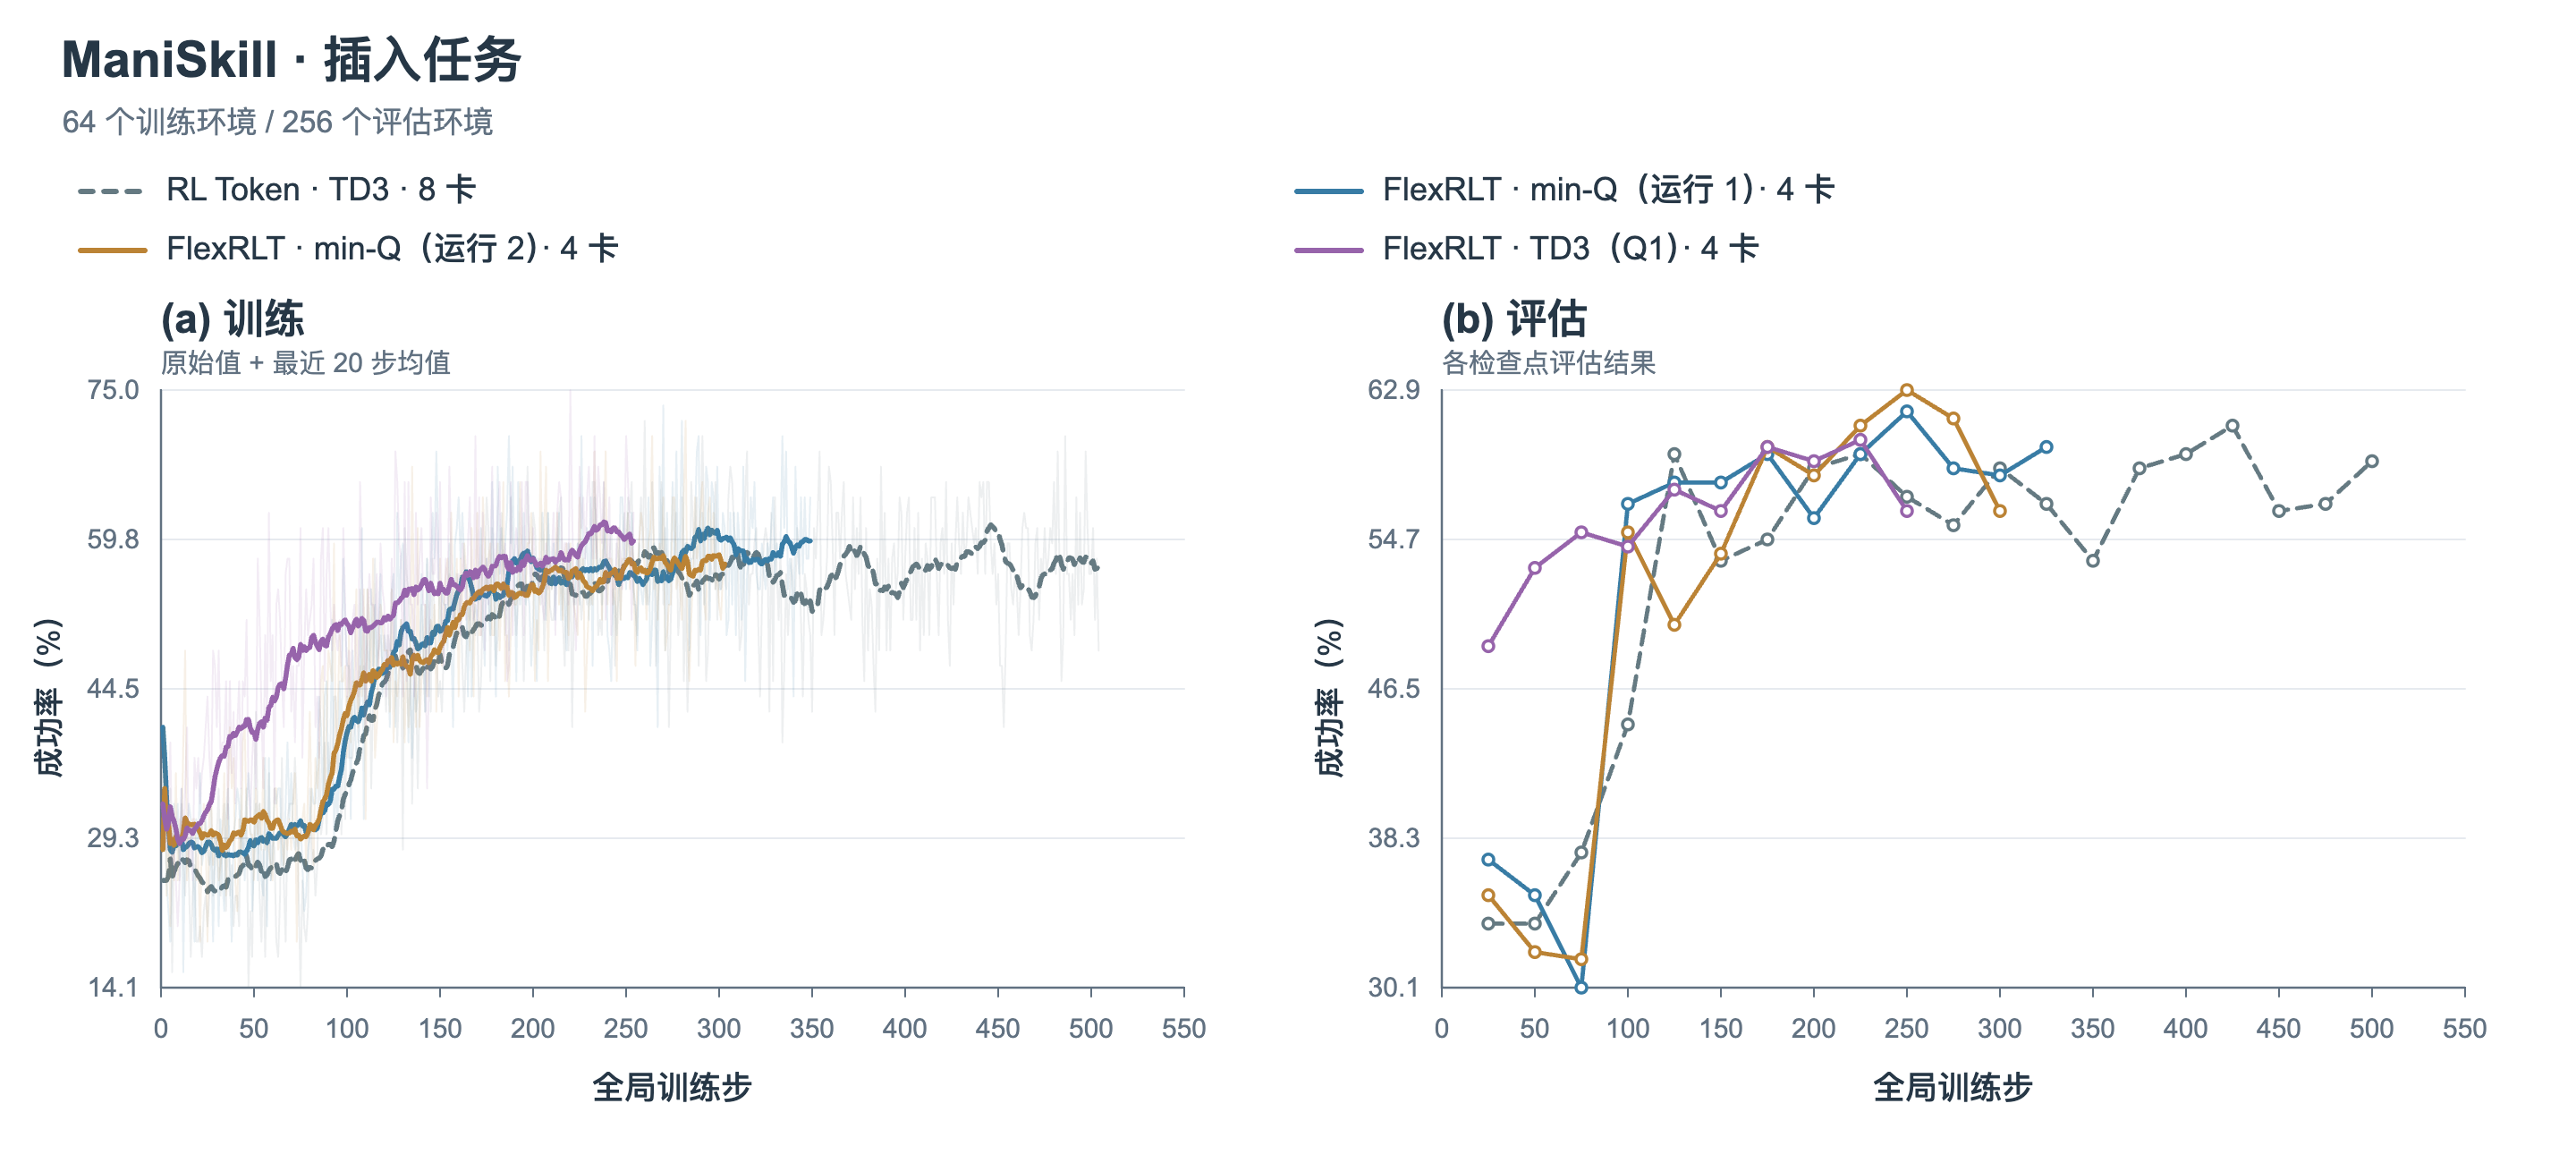 ManiSkill · 插入任务
64 个训练环境 / 256 个评估环境
RL Token · TD3 · 8 卡
FlexRLT · min-Q（运行 1）· 4 卡
FlexRLT · min-Q（运行 2）· 4 卡
FlexRLT · TD3（Q1）· 4 卡
(a) 训练
原始值 + 最近 20 步均值
75.0
59.8
44.5
29.3
14.1
成功率（%）
0 50 100 150 200 250 300 350 400 450 500 550
全局训练步
(b) 评估
各检查点评估结果
62.9
54.7
46.5
38.3
30.1
成功率（%）
0 50 100 150 200 250 300 350 400 450 500 550
全局训练步